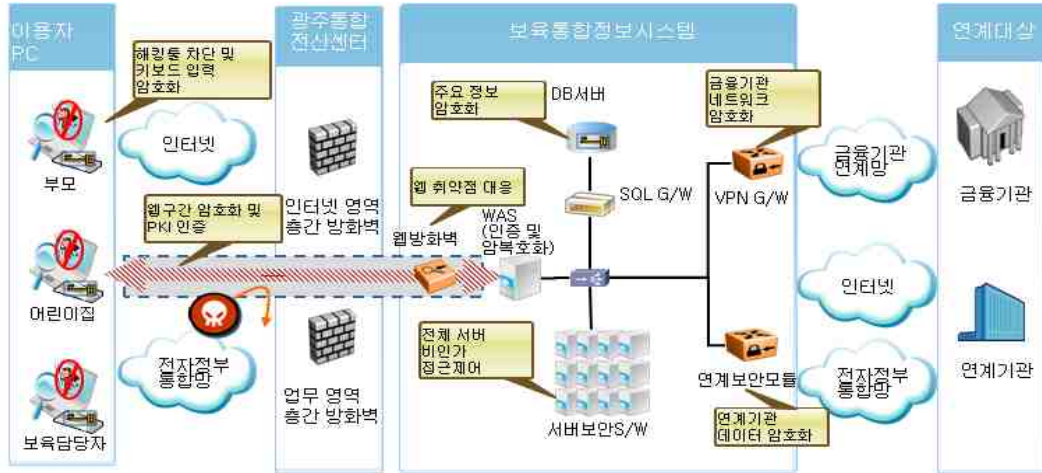 이용자
PC
광주통합
전산센터
보육통합정보시스템
연계대상
해킹툴 차단 및
키보드 입력
암호화
부모
인터넷
주요 정보
암호화
DB서버
금융기관
네트워크
암호화
금융기관
연계망
금융기관
SQL G/W
VPN G/W
웹구간 암호화 및
PKI 인증
인터넷 영역
층간 방화벽
웹 취약점 대응
웹방화벽
WAS
(인증 및
암복호화)
어린이집
인터넷
전자정부
통합망
업무 영역
층간 방화벽
전체 서버
비인가
접근제어
서버보안S/W
연계보안모듈
연계기관
데이터 암호화
전자정부
통합망
연계기관
보육담당자